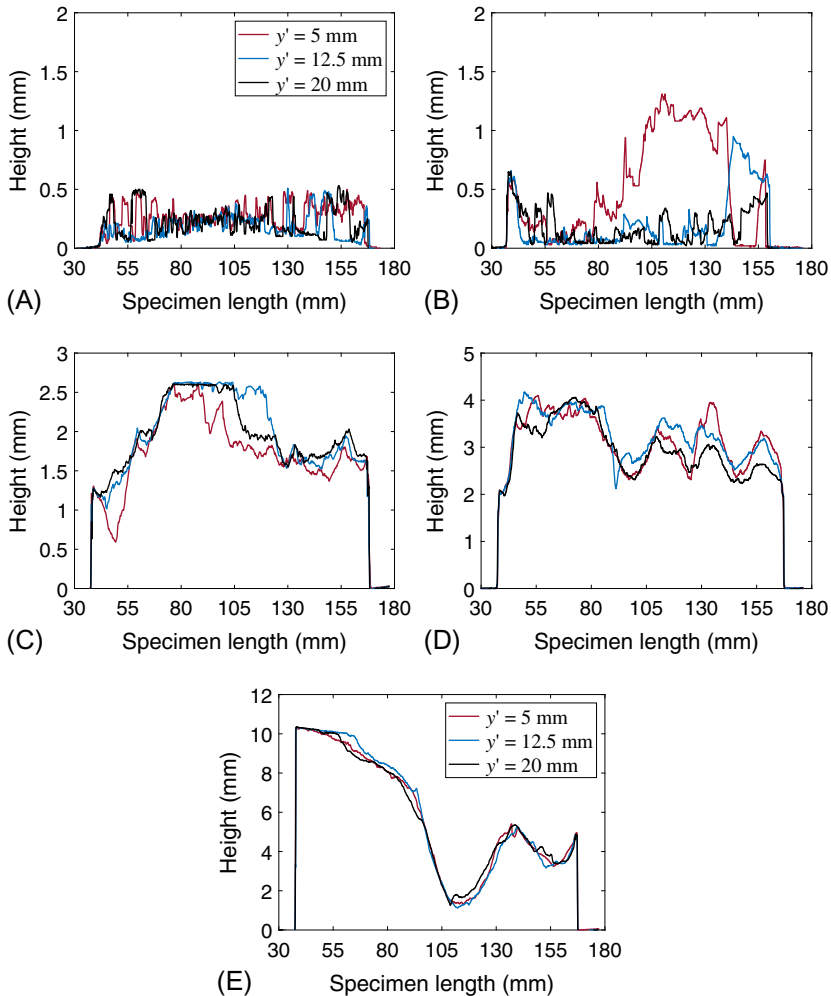 2
1.5
1
0.5
0
Height (mm)
30 55 80 105 130 155 180
Specimen length (mm)
(A)
y' = 5 mm
y' = 12.5 mm
y' = 20 mm
2
1.5
1
0.5
0
Height (mm)
30 55 80 105 130 155 180
Specimen length (mm)
(B)
3
2.5
2
1.5
1
0.5
0
Height (mm)
30 55 80 105 130 155 180
Specimen length (mm)
(C)
5
4
3
2
1
0
Height (mm)
30 55 80 105 130 155 180
Specimen length (mm)
(D)
12
10
8
6
4
2
0
Height (mm)
30 55 80 105 130 155 180
Specimen length (mm)
(E)
y' = 5 mm
y' = 12.5 mm
y' = 20 mm